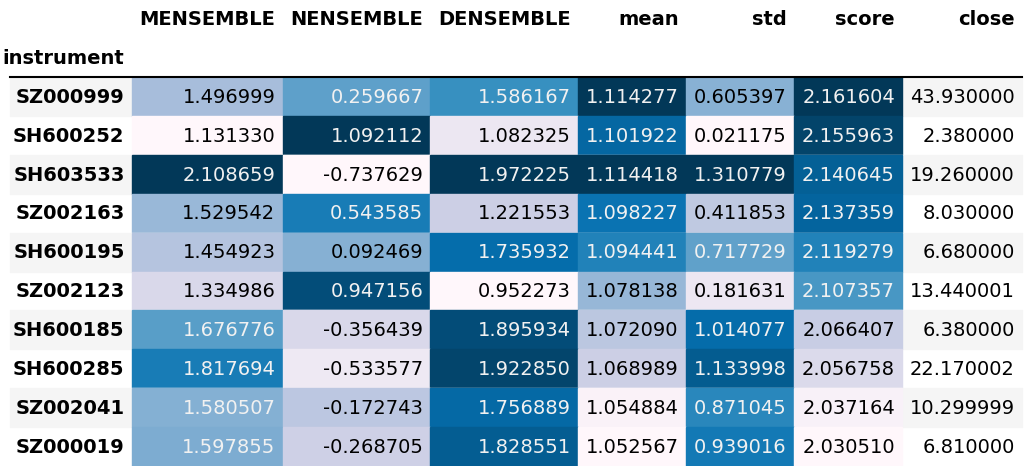 MENSEMBLE NENSEMBLE DENSEMBLE mean std score close
instrument
SZ000999 1.496999 0.259667 1.586167 1.114277 0.605397 2.161604 43.930000
SH600252 1.131330 1.092112 1.082325 1.101922 0.021175 2.155963 2.380000
SH603533 2.108659 -0.737629 1.972225 1.114418 1.310779 2.140645 19.260000
SZ002163 1.529542 0.543585 1.221553 1.098227 0.411853 2.137359 8.030000
SH600195 1.454923 0.092469 1.735932 1.094441 0.717729 2.119279 6.680000
SZ002123 1.334986 0.947156 0.952273 1.078138 0.181631 2.107357 13.440001
SH600185 1.676776 -0.356439 1.895934 1.072090 1.014077 2.066407 6.380000
SH600285 1.817694 -0.533577 1.922850 1.068989 1.133998 2.056758 22.170002
SZ002041 1.580507 -0.172743 1.756889 1.054884 0.871045 2.037164 10.299999
SZ000019 1.597855 -0.268705 1.828551 1.052567 0.939016 2.030510 6.810000